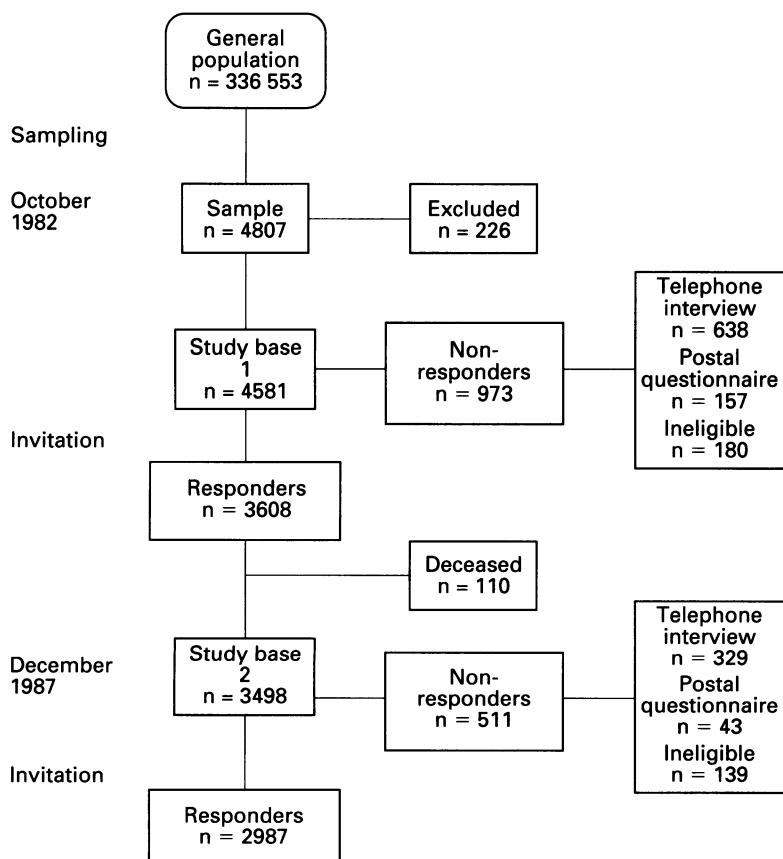 General
population
n = 336 553
Sampling
October
1982
Sample
n = 4807
Excluded
n = 226
Study base
1
n = 4581
Non-
responders
n = 973
Telephone
interview
n = 638
Postal
questionnaire
n = 157
Ineligible
n = 180
Invitation
Responders
n = 3608
Deceased
n = 110
December
1987
Study base
2
n = 3498
Non-
responders
n = 511
Telephone
interview
n = 329
Postal
questionnaire
n = 43
Ineligible
n = 139
Invitation
Responders
n = 2987